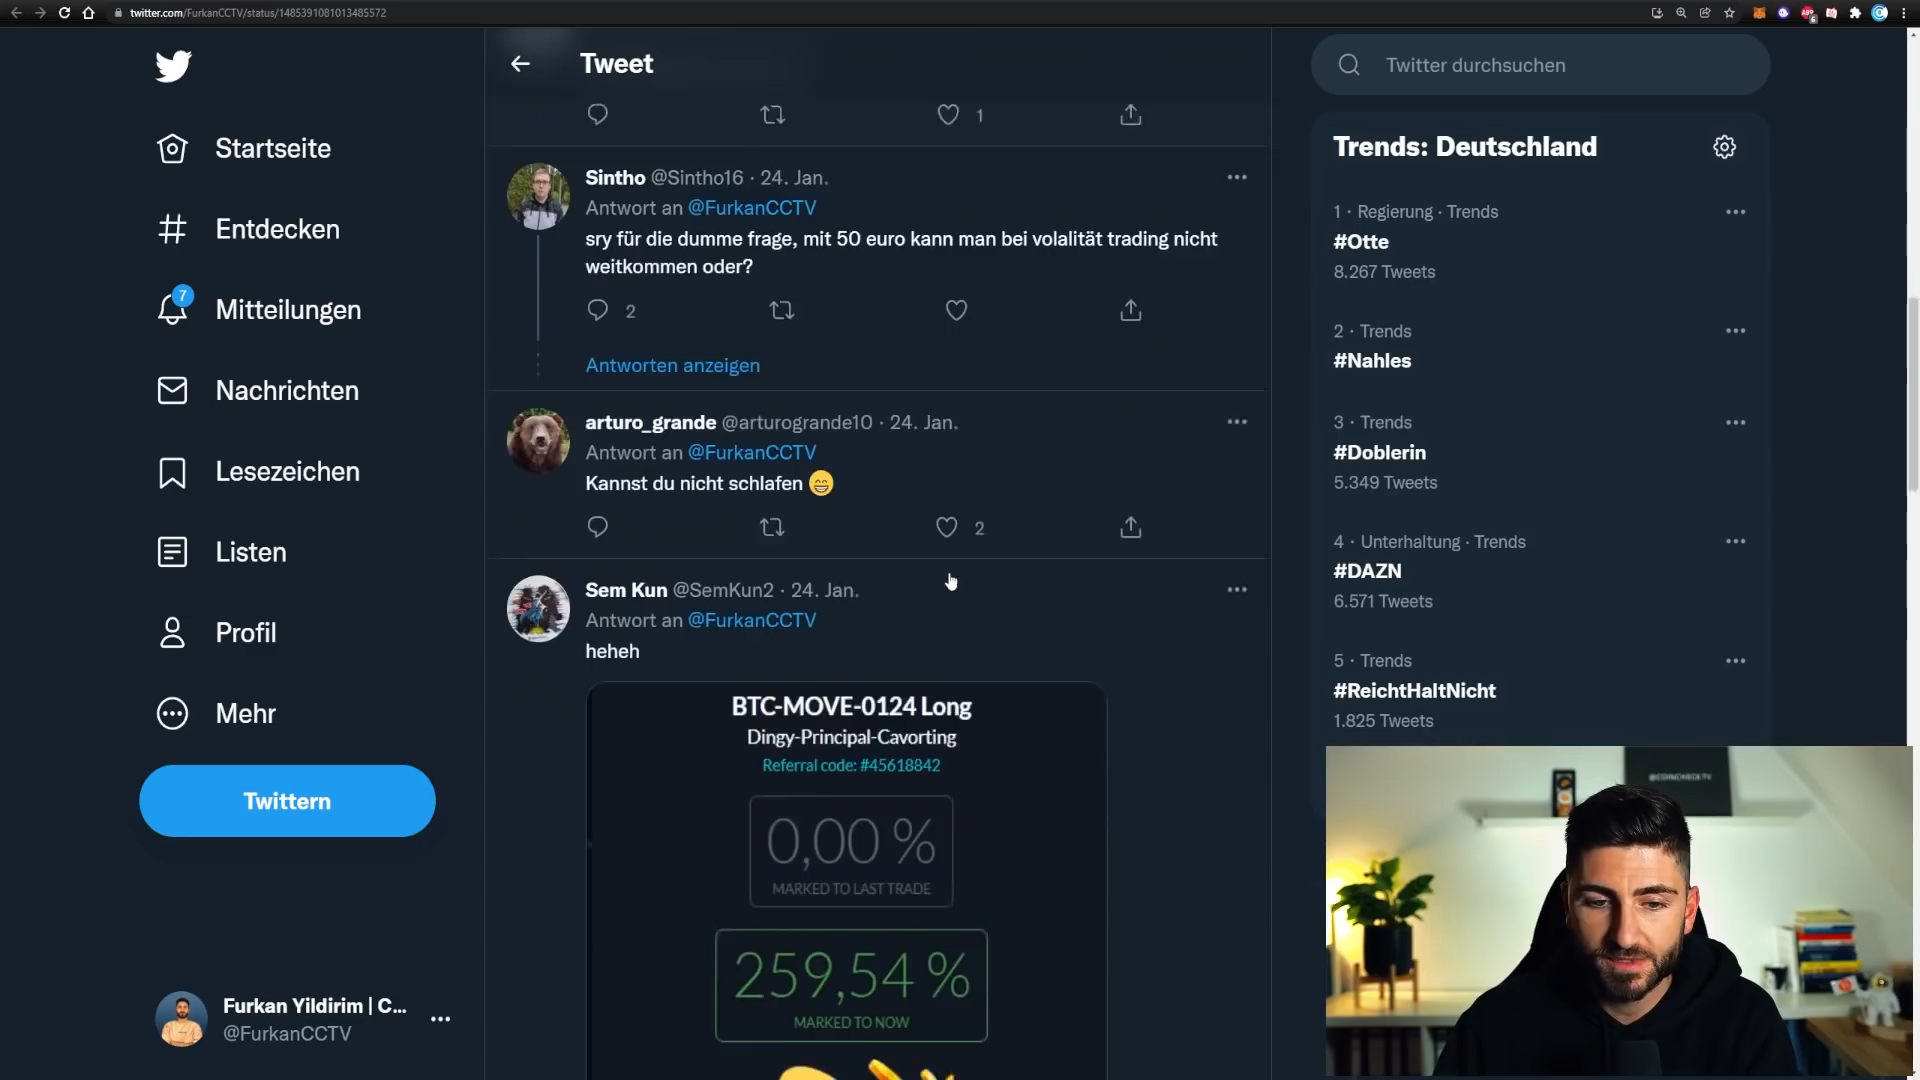 twitter.com/FurkanCCTV/status/1485391081013485572
Startseite
Entdecken
7
Mitteilungen
Nachrichten
Lesezeichen
Listen
Profil
Mehr
Twittern
Furkan Yildirim | C...
@FurkanCCTV
Tweet
1
Sintho @Sintho16 · 24. Jan.
Antwort an @FurkanCCTV
sry für die dumme frage, mit 50 euro kann man bei volalität trading nicht
weitkommen oder?
2
Antworten anzeigen
arturo_grande @arturogrande10 · 24. Jan.
Antwort an @FurkanCCTV
Kannst du nicht schlafen 😁
2
Sem Kun @SemKun2 · 24. Jan.
Antwort an @FurkanCCTV
heheh
BTC-MOVE-0124 Long
Dingy-Principal-Cavorting
Referral code: #45618842
0,00 %
MARKED TO LAST TRADE
259,54 %
MARKED TO NOW
Twitter durchsuchen
Trends: Deutschland
1 · Regierung · Trends
#Otte
8.267 Tweets
2 · Trends
#Nahles
3 · Trends
#Doblerin
5.349 Tweets
4 · Unterhaltung · Trends
#DAZN
6.571 Tweets
5 · Trends
#ReichtHaltNicht
1.825 Tweets
@COINCHECKTV